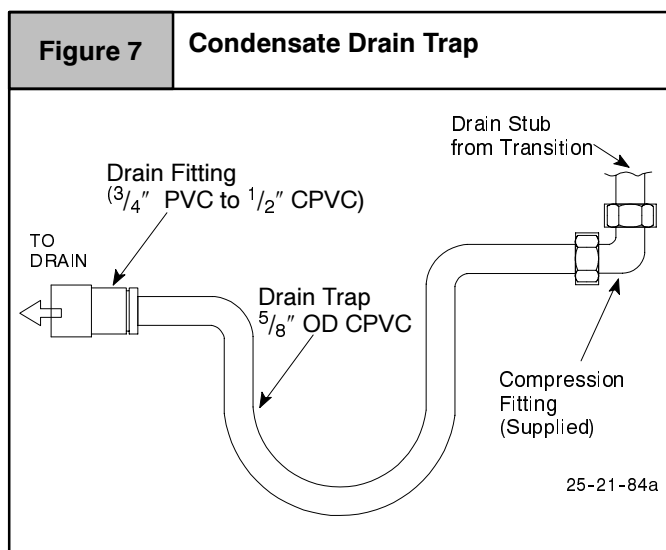 Figure 7
Condensate Drain Trap
Drain Stub
from Transition
Drain Fitting
(3/4″ PVC to 1/2″ CPVC)
TO
DRAIN
Drain Trap
5/8″ OD CPVC
Compression
Fitting
(Supplied)
25-21-84a